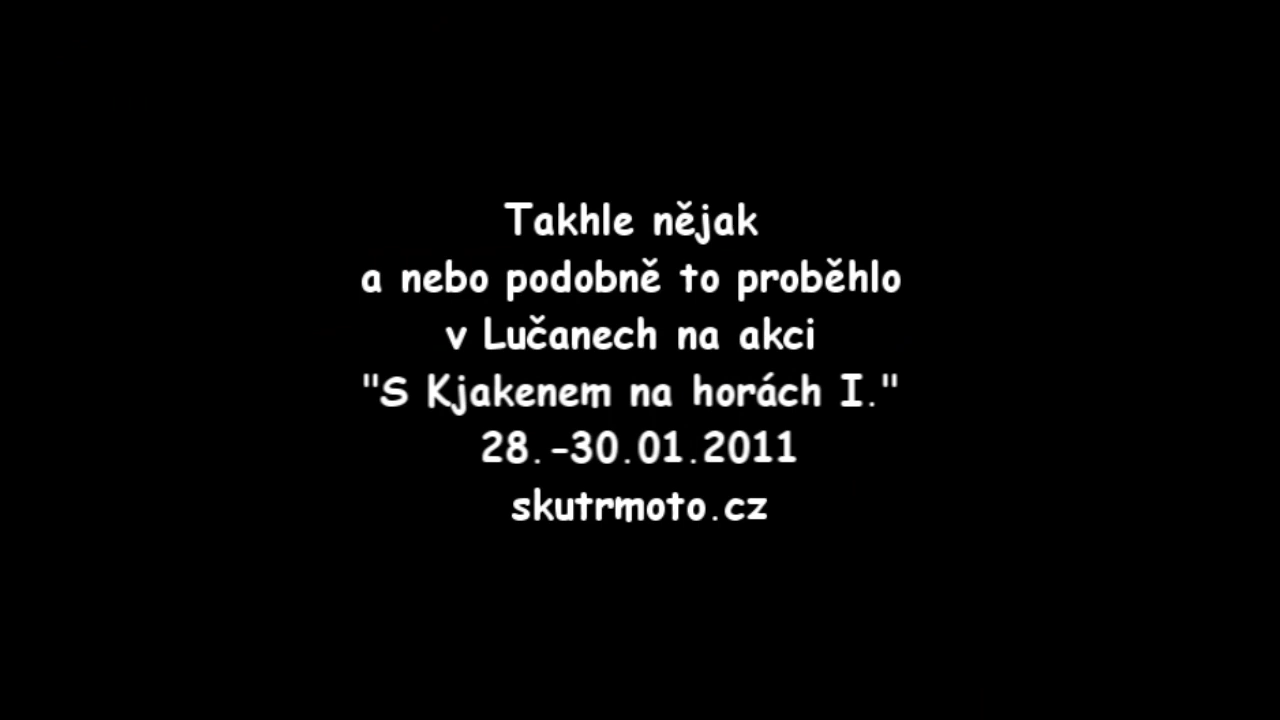 Takhle nějak
a nebo podobně to proběhlo
v Lučanech na akci
"S Kjakenem na horách I."
28.-30.01.2011
skutrmoto.cz